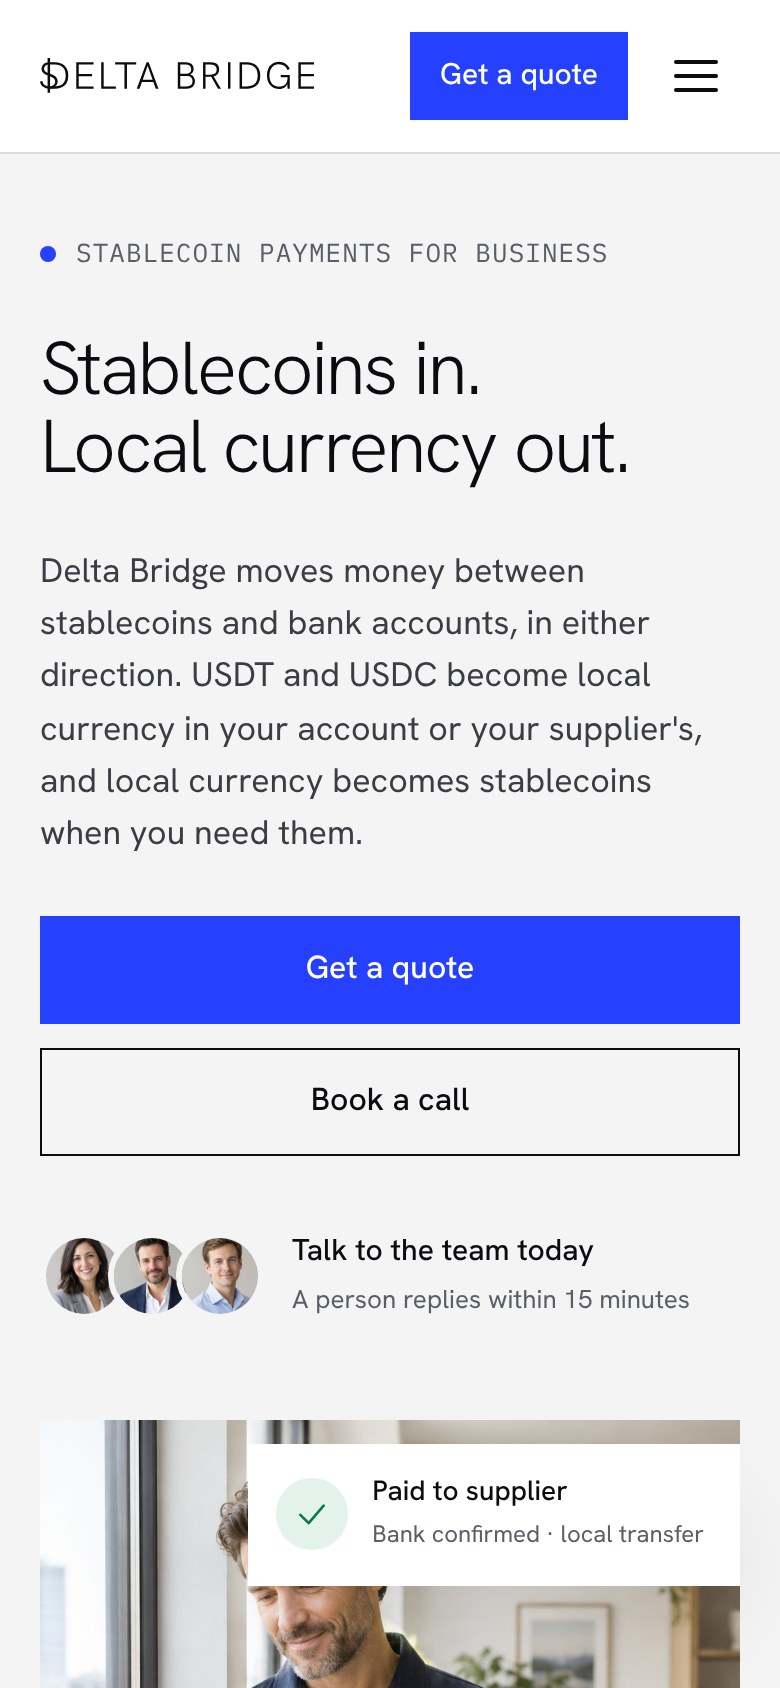 $DELTA BRIDGE
Get a quote
STABLECOIN PAYMENTS FOR BUSINESS
Stablecoins in.
Local currency out.
Delta Bridge moves money between
stablecoins and bank accounts, in either
direction. USDT and USDC become local
currency in your account or your supplier's,
and local currency becomes stablecoins
when you need them.
Get a quote
Book a call
Talk to the team today
A person replies within 15 minutes
Paid to supplier
Bank confirmed · local transfer